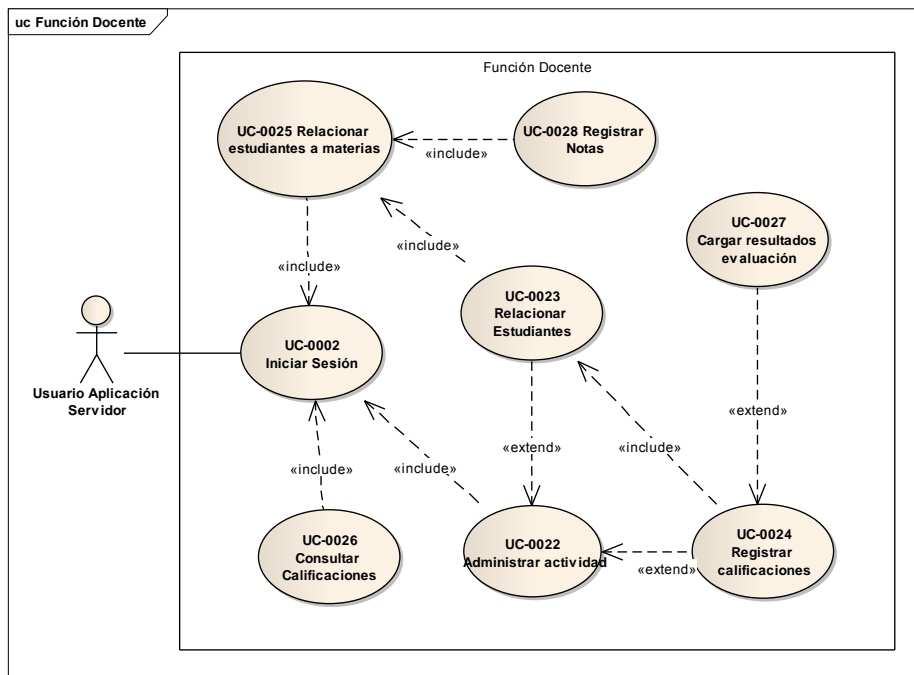 uc Función Docente
Función Docente
UC-0025 Relacionar
estudiantes a materias
«include»
UC-0028 Registrar
Notas
UC-0027
Cargar resultados
evaluación
«include»
«include»
UC-0023
Relacionar
Estudiantes
UC-0002
Iniciar Sesión
Usuario Aplicación
Servidor
«extend»
«extend»
«include»
«include»
«include»
UC-0026
Consultar
Calificaciones
UC-0022
Administrar actividad
«extend»
UC-0024
Registrar
calificaciones